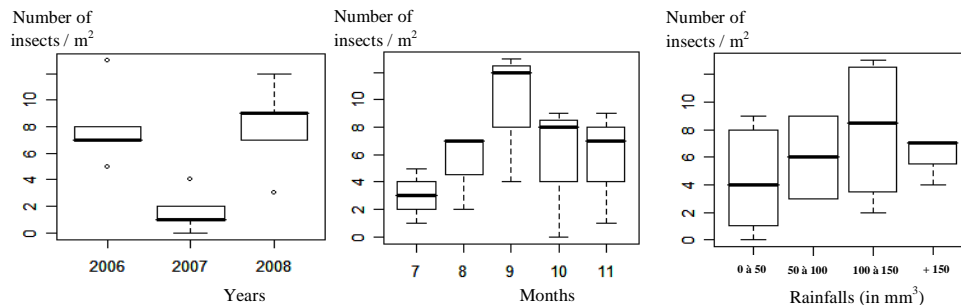 Number of
insects / m²
0 2 4 6 8 10
2006 2007 2008
Years
Number of
insects / m²
0 2 4 6 8 10
7 8 9 10 11
Months
Number of
insects / m²
0 2 4 6 8 10
0 à 50 50 à 100 100 à 150 + 150
Rainfalls (in mm³)